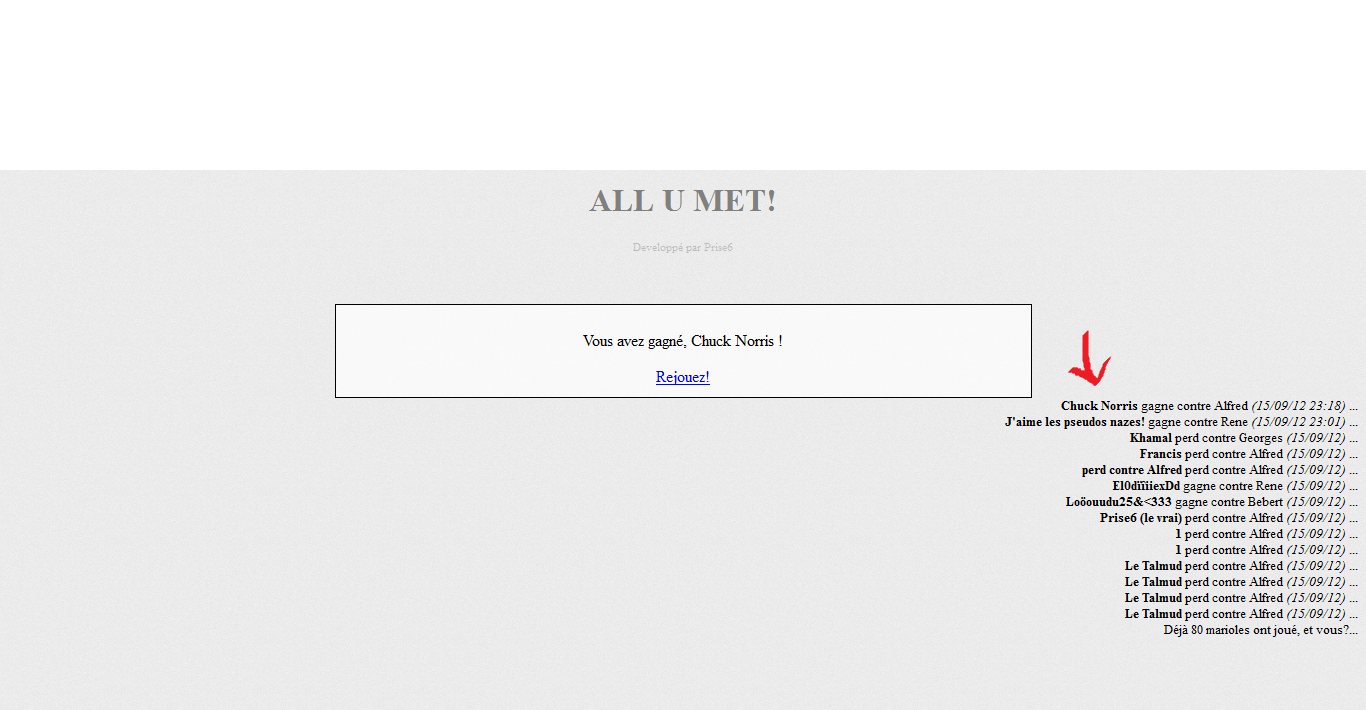 ALL U MET!
Developpé par Prise6
Vous avez gagné, Chuck Norris !
Rejouez!
Chuck Norris gagne contre Alfred (15/09/12 23:18) ...
J'aime les pseudos nazes! gagne contre Rene (15/09/12 23:01) ...
Khamal perd contre Georges (15/09/12) ...
Francis perd contre Alfred (15/09/12) ...
perd contre Alfred perd contre Alfred (15/09/12) ...
El0dïïiiexDd gagne contre Rene (15/09/12) ...
Loöouudu25&<333 gagne contre Bebert (15/09/12) ...
Prise6 (le vrai) perd contre Alfred (15/09/12) ...
1 perd contre Alfred (15/09/12) ...
1 perd contre Alfred (15/09/12) ...
Le Talmud perd contre Alfred (15/09/12) ...
Le Talmud perd contre Alfred (15/09/12) ...
Le Talmud perd contre Alfred (15/09/12) ...
Le Talmud perd contre Alfred (15/09/12) ...
Déjà 80 marioles ont joué, et vous?...